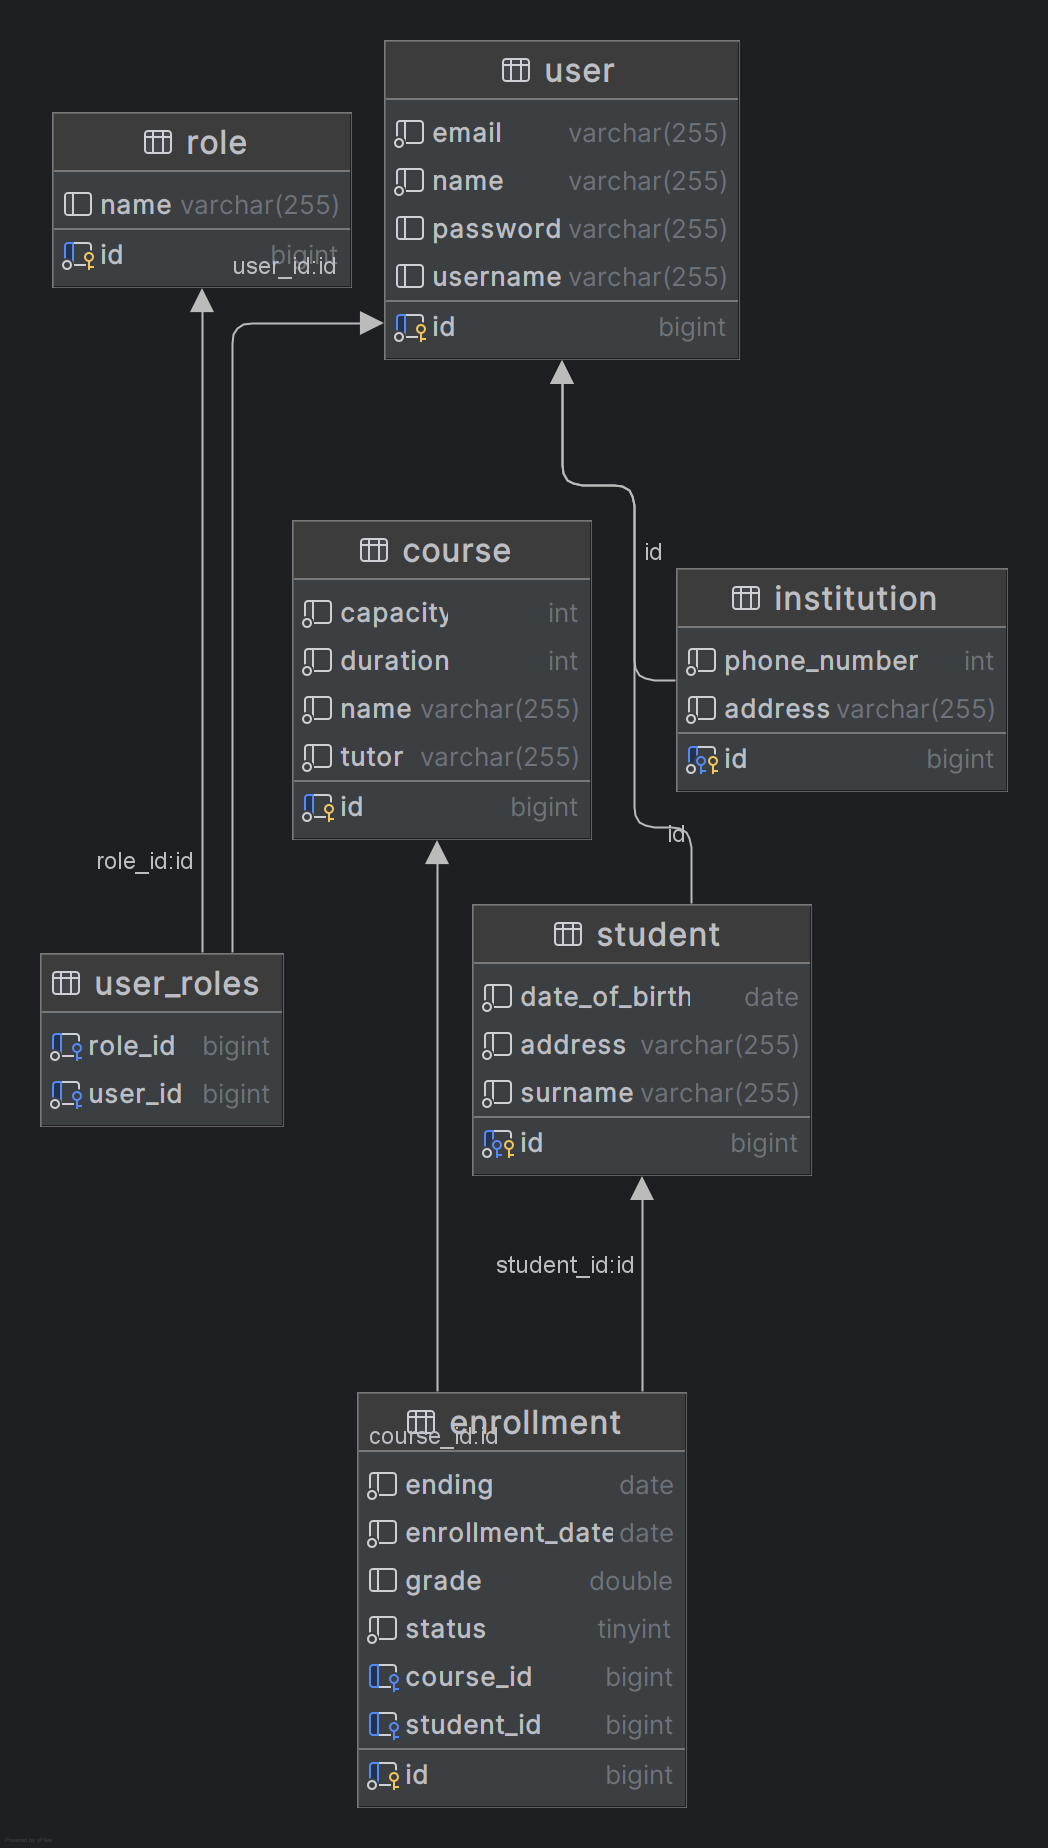 user
email varchar(255)
name varchar(255)
password varchar(255)
username varchar(255)
id bigint
role
name varchar(255)
id bigint
user_id:id
id
course
capacity int
duration int
name varchar(255)
tutor varchar(255)
id bigint
institution
phone_number int
address varchar(255)
id bigint
id
role_id:id
user_roles
role_id bigint
user_id bigint
student
date_of_birth date
address varchar(255)
surname varchar(255)
id bigint
student_id:id
enrollment
course_id:id
ending date
enrollment_date date
grade double
status tinyint
course_id bigint
student_id bigint
id bigint
Powered by yFiles